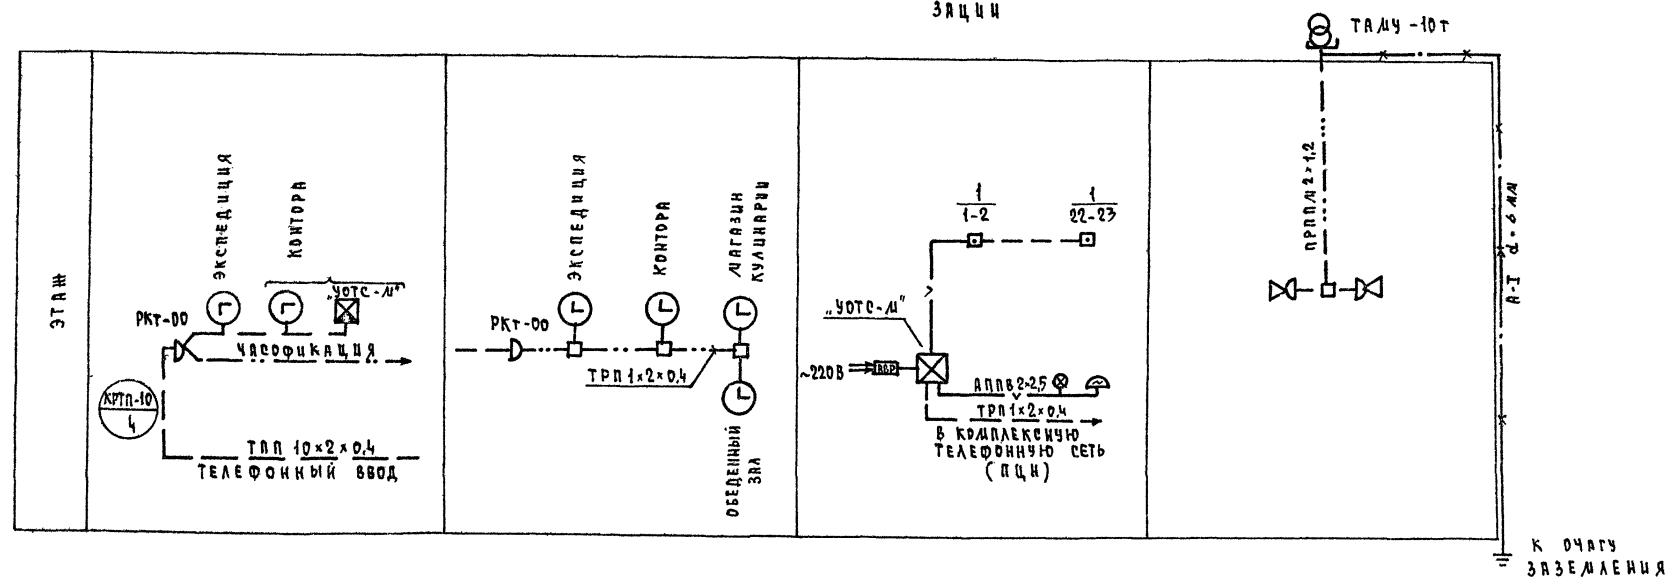 ЗАЦИИ
ТАМУ-10Т
ЭТАЖ
ЭКСПЕДИЦИЯ
КОНТОРА
„УОТС-М"
РКТ-00
ЧАСОФИКАЦИЯ
КРТП-10
4
ТПП 10×2×0,4
ТЕЛЕФОННЫЙ ВВОД
ЭКСПЕДИЦИЯ
КОНТОРА
МАГАЗИН
КУЛИНАРИИ
РКТ-00
ТРП 1×2×0,4
ОБЕДЕННЫЙ
ЗАЛ
1
1-2
1
22-23
„УОТС-М"
~220В
АППВ 2×2,5
ТРП 1×2×0,4
В КОМПЛЕКСНУЮ
ТЕЛЕФОННУЮ СЕТЬ
(ПЦН)
ПРППМ 2×1,2
А-I d=6 ММ
К ОЧАГУ
ЗАЗЕМЛЕНИЯ